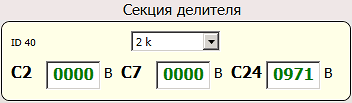 Секция делителя
ID 40 2 k
C2 0000 В C7 0000 В C24 0971 В